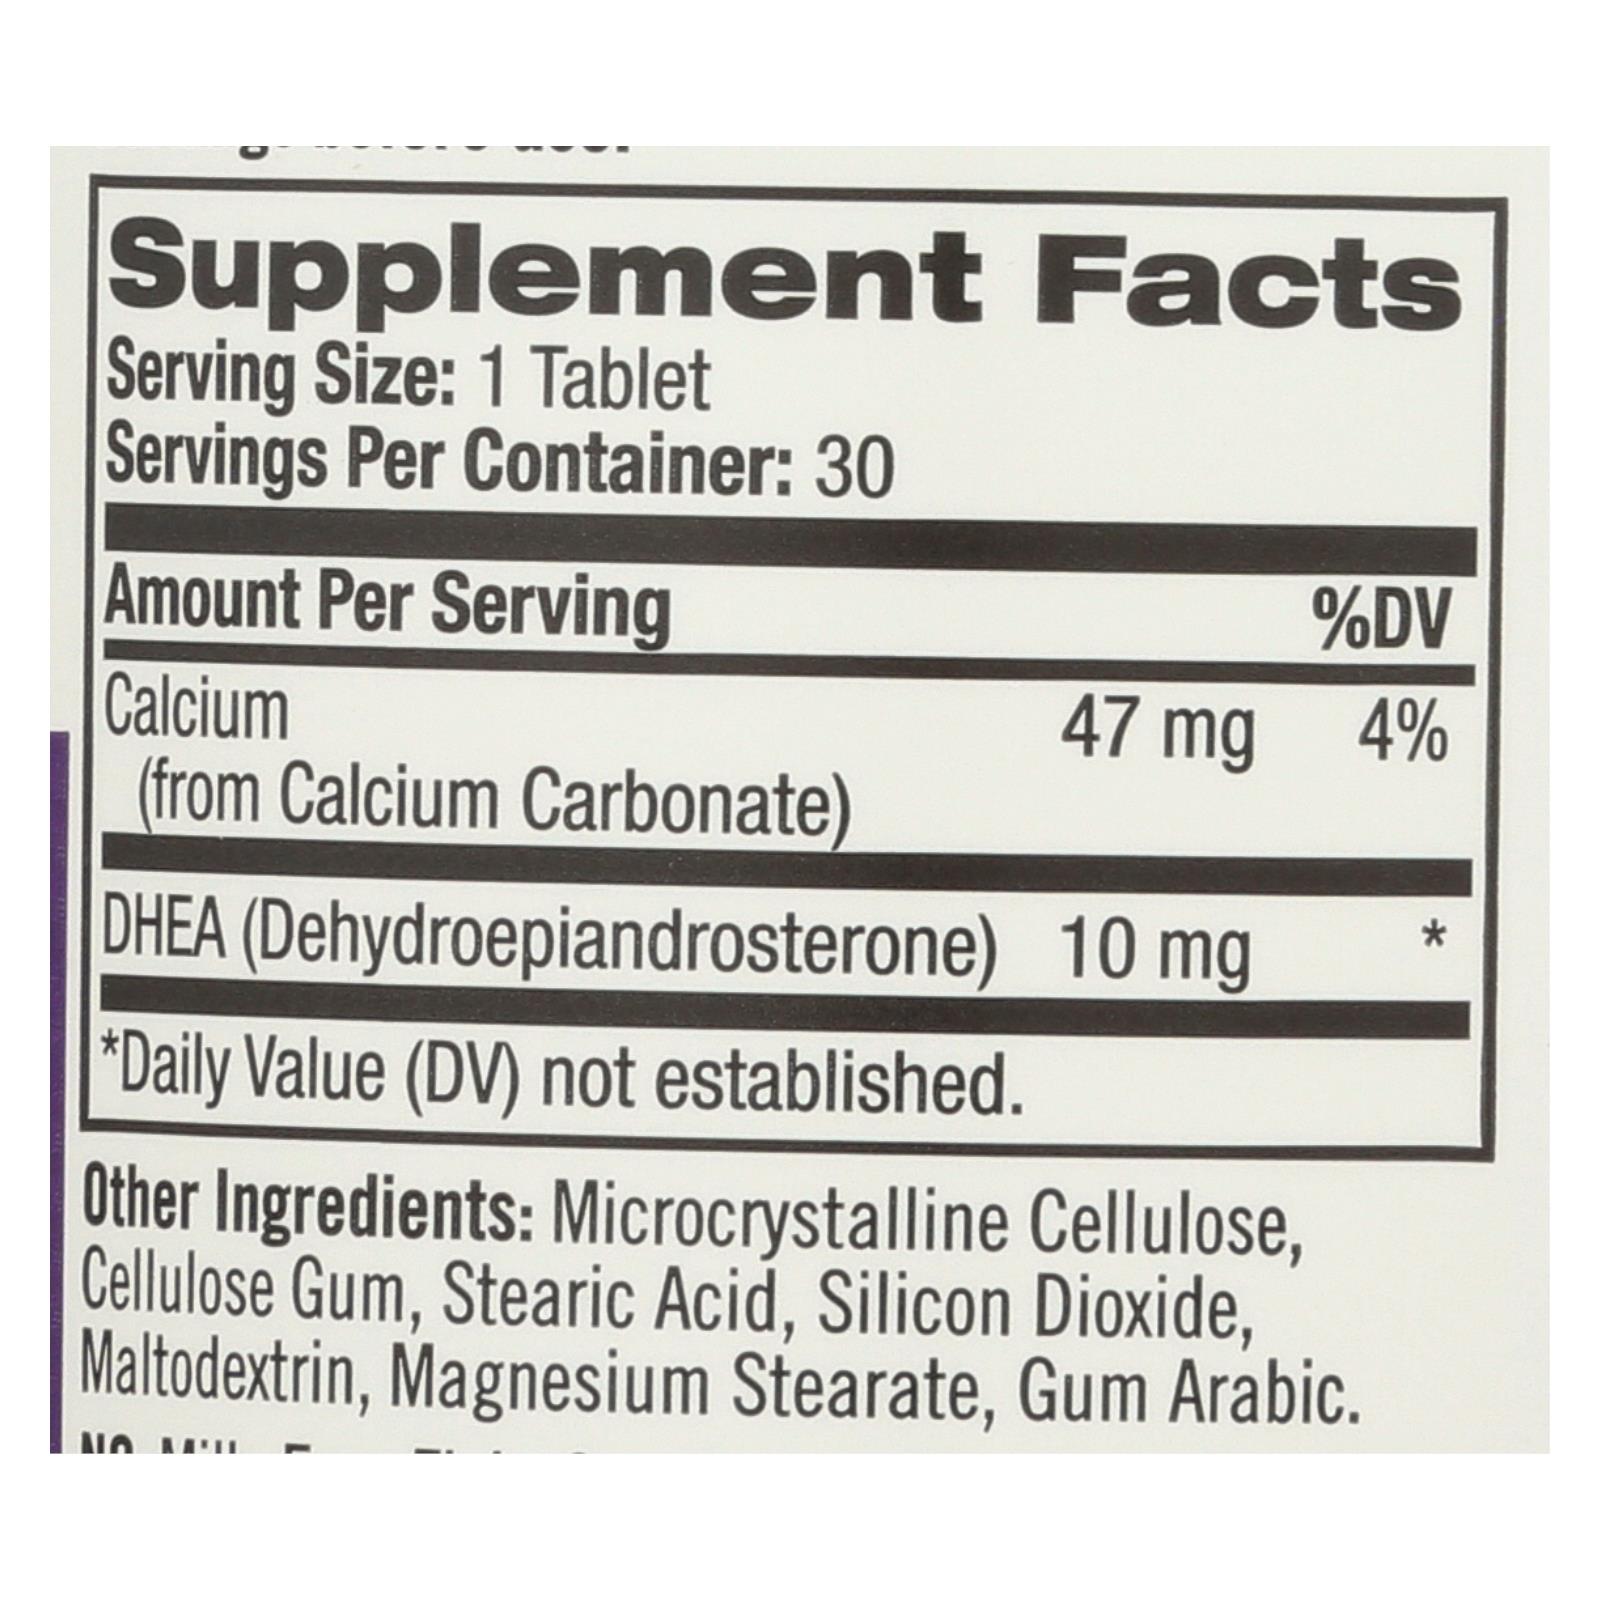 Supplement Facts
Serving Size: 1 Tablet
Servings Per Container: 30
Amount Per Serving %DV
Calcium 47 mg 4%
(from Calcium Carbonate)
DHEA (Dehydroepiandrosterone) 10 mg *
*Daily Value (DV) not established.
Other Ingredients: Microcrystalline Cellulose,
Cellulose Gum, Stearic Acid, Silicon Dioxide,
Maltodextrin, Magnesium Stearate, Gum Arabic.